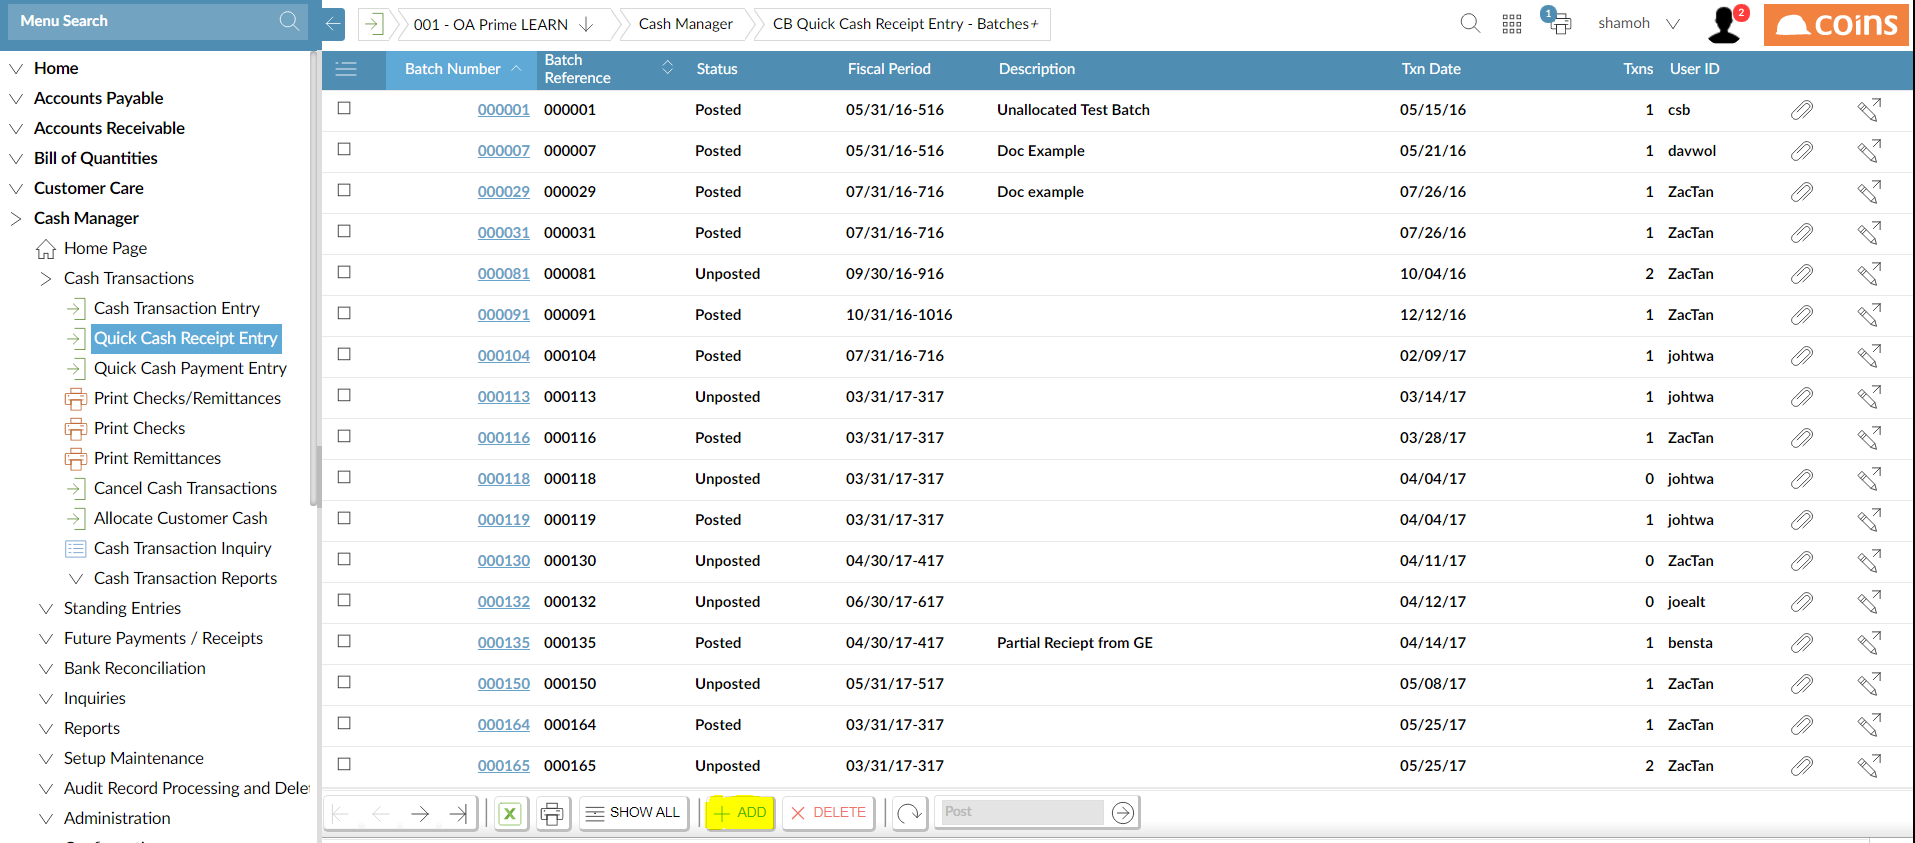 Menu Search
001 - OA Prime LEARN
Cash Manager
CB Quick Cash Receipt Entry - Batches+
1
shamoh
2
coins
Home
Accounts Payable
Accounts Receivable
Bill of Quantities
Customer Care
Cash Manager
Home Page
Cash Transactions
Cash Transaction Entry
Quick Cash Receipt Entry
Quick Cash Payment Entry
Print Checks/Remittances
Print Checks
Print Remittances
Cancel Cash Transactions
Allocate Customer Cash
Cash Transaction Inquiry
Cash Transaction Reports
Standing Entries
Future Payments / Receipts
Bank Reconciliation
Inquiries
Reports
Setup Maintenance
Audit Record Processing and Dele
Administration
Batch Number Batch Reference Status Fiscal Period Description Txn Date Txns User ID
000001 000001 Posted 05/31/16-516 Unallocated Test Batch 05/15/16 1 csb
000007 000007 Posted 05/31/16-516 Doc Example 05/21/16 1 davwol
000029 000029 Posted 07/31/16-716 Doc example 07/26/16 1 ZacTan
000031 000031 Posted 07/31/16-716 07/26/16 1 ZacTan
000081 000081 Unposted 09/30/16-916 10/04/16 2 ZacTan
000091 000091 Posted 10/31/16-1016 12/12/16 1 ZacTan
000104 000104 Posted 07/31/16-716 02/09/17 1 johtwa
000113 000113 Unposted 03/31/17-317 03/14/17 1 johtwa
000116 000116 Posted 03/31/17-317 03/28/17 1 ZacTan
000118 000118 Unposted 03/31/17-317 04/04/17 0 johtwa
000119 000119 Posted 03/31/17-317 04/04/17 1 johtwa
000130 000130 Unposted 04/30/17-417 04/11/17 0 ZacTan
000132 000132 Unposted 06/30/17-617 04/12/17 0 joealt
000135 000135 Posted 04/30/17-417 Partial Reciept from GE 04/14/17 1 bensta
000150 000150 Unposted 05/31/17-517 05/08/17 1 ZacTan
000164 000164 Posted 03/31/17-317 05/25/17 1 ZacTan
000165 000165 Unposted 03/31/17-317 05/25/17 2 ZacTan
SHOW ALL
ADD
DELETE
Post